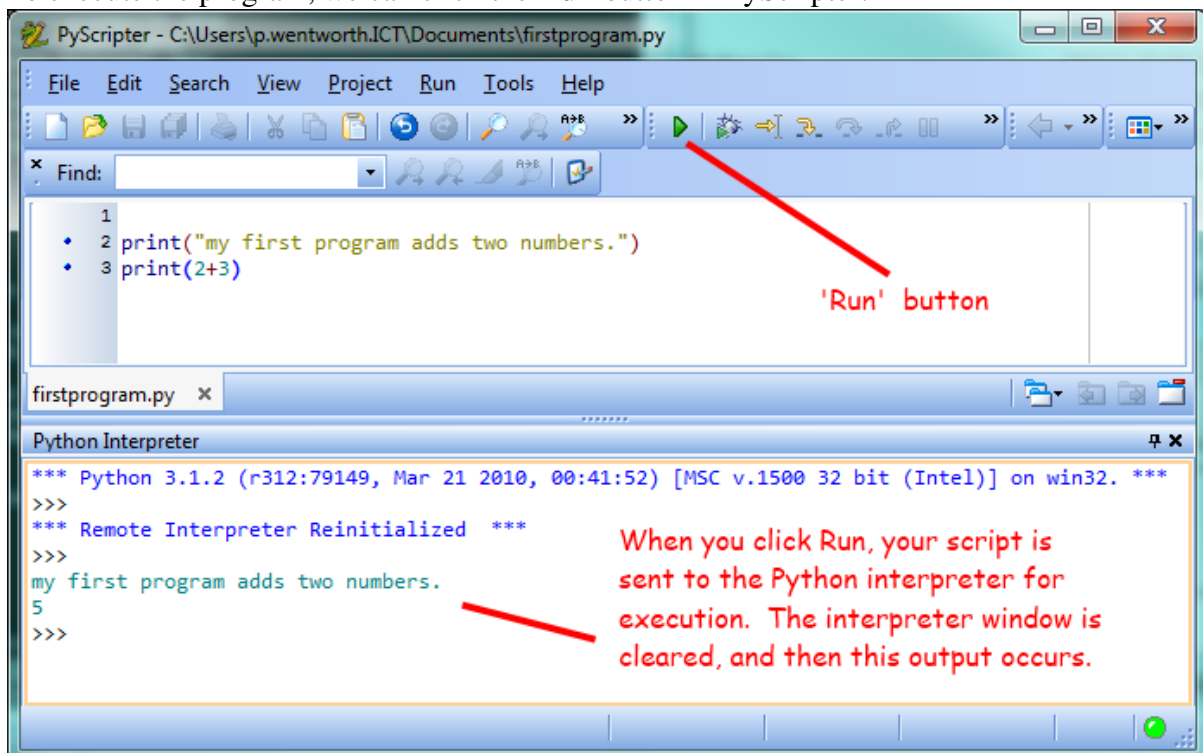 PyScripter - C:\Users\p.wentworth.ICT\Documents\firstprogram.py
File Edit Search View Project Run Tools Help
Find:
1
2 print("my first program adds two numbers.")
3 print(2+3)
'Run' button
firstprogram.py
Python Interpreter
*** Python 3.1.2 (r312:79149, Mar 21 2010, 00:41:52) [MSC v.1500 32 bit (Intel)] on win32. ***
>>>
*** Remote Interpreter Reinitialized ***
>>>
my first program adds two numbers.
5
>>>
When you click Run, your script is
sent to the Python interpreter for
execution. The interpreter window is
cleared, and then this output occurs.